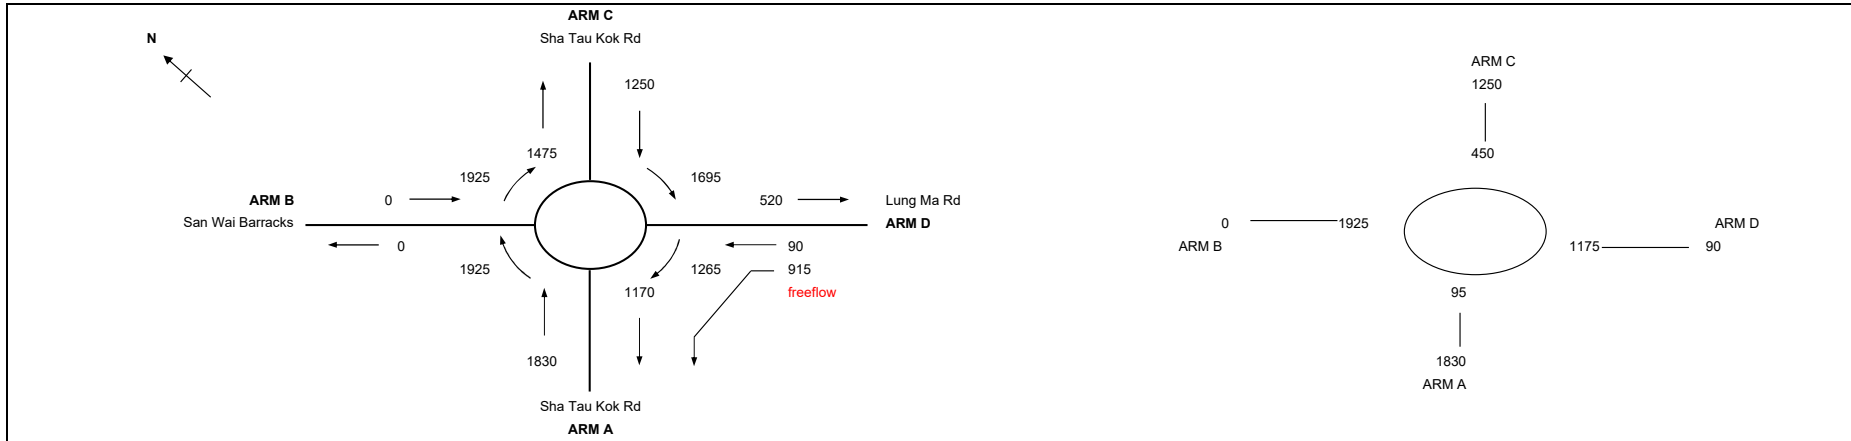 ARM C
Sha Tau Kok Rd
N
1250
1475
1925
1695
ARM B
0
520
Lung Ma Rd
San Wai Barracks
ARM D
0
90
1925
1265
915
1170
freeflow
1830
Sha Tau Kok Rd
ARM A
ARM C
1250
450
0
1925
ARM D
ARM B
1175
90
95
1830
ARM A